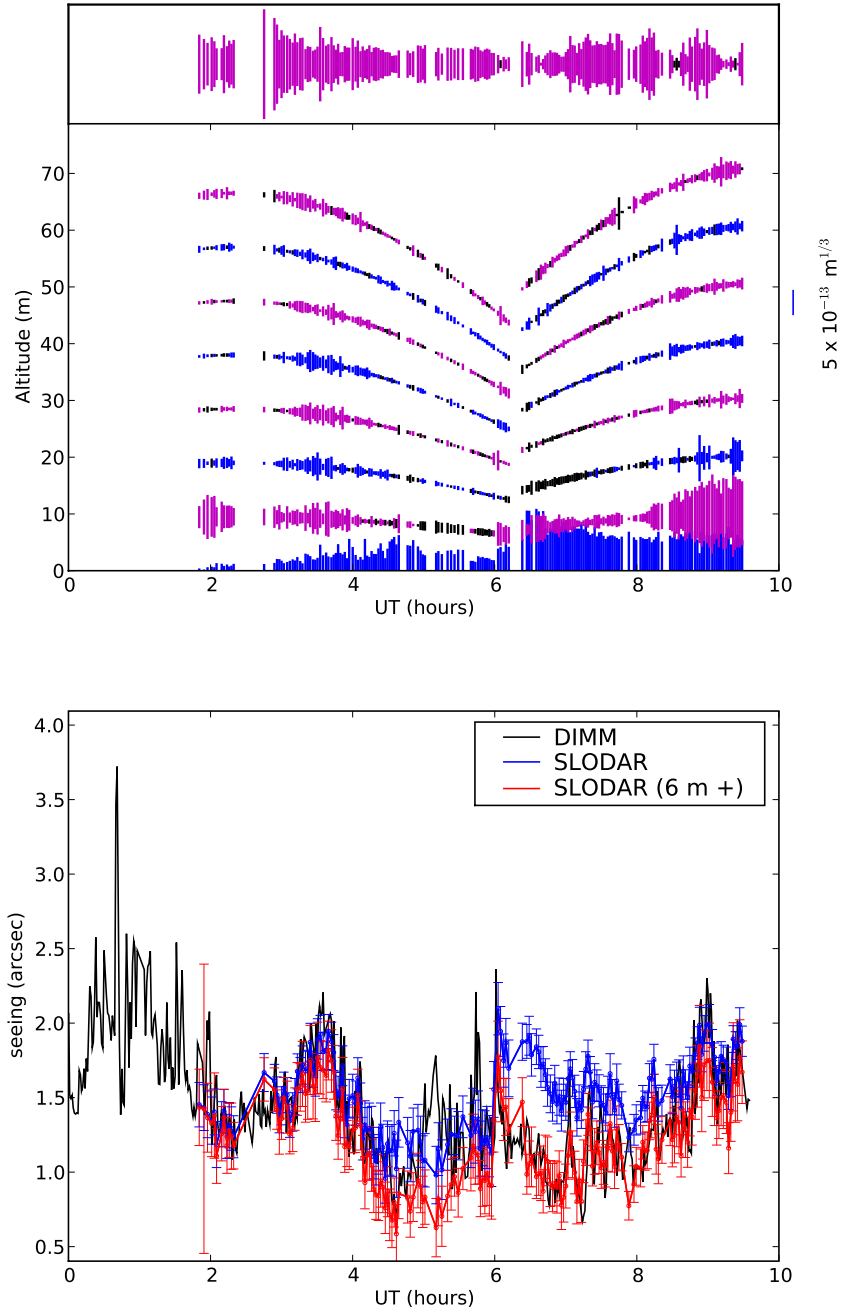 70
60
50
40
30
20
10
0
Altitude (m)
0 2 4 6 8 10
UT (hours)
5 x 10⁻¹³ m¹/³
4.0
3.5
3.0
2.5
2.0
1.5
1.0
0.5
seeing (arcsec)
DIMM
SLODAR
SLODAR (6 m +)
0 2 4 6 8 10
UT (hours)